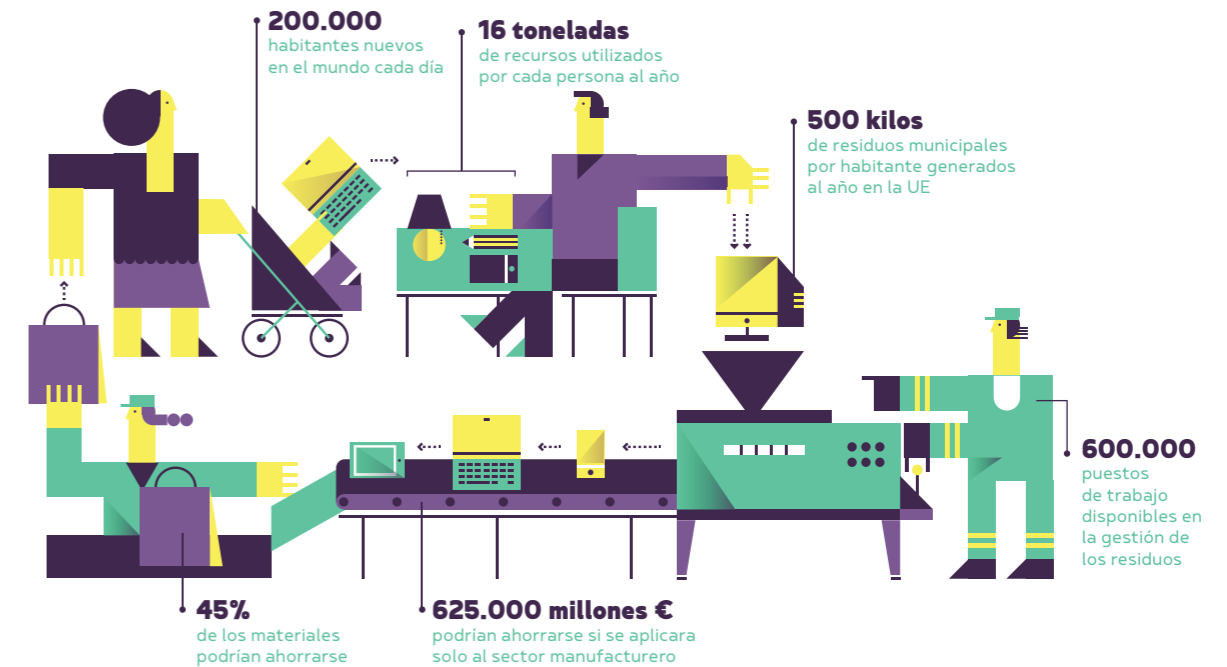 200.000
habitantes nuevos
en el mundo cada día
16 toneladas
de recursos utilizados
por cada persona al año
500 kilos
de residuos municipales
por habitante generados
al año en la UE
600.000
puestos
de trabajo
disponibles en
la gestión de
los residuos
45%
de los materiales
podrían ahorrarse
625.000 millones €
podrían ahorrarse si se aplicara
solo al sector manufacturero